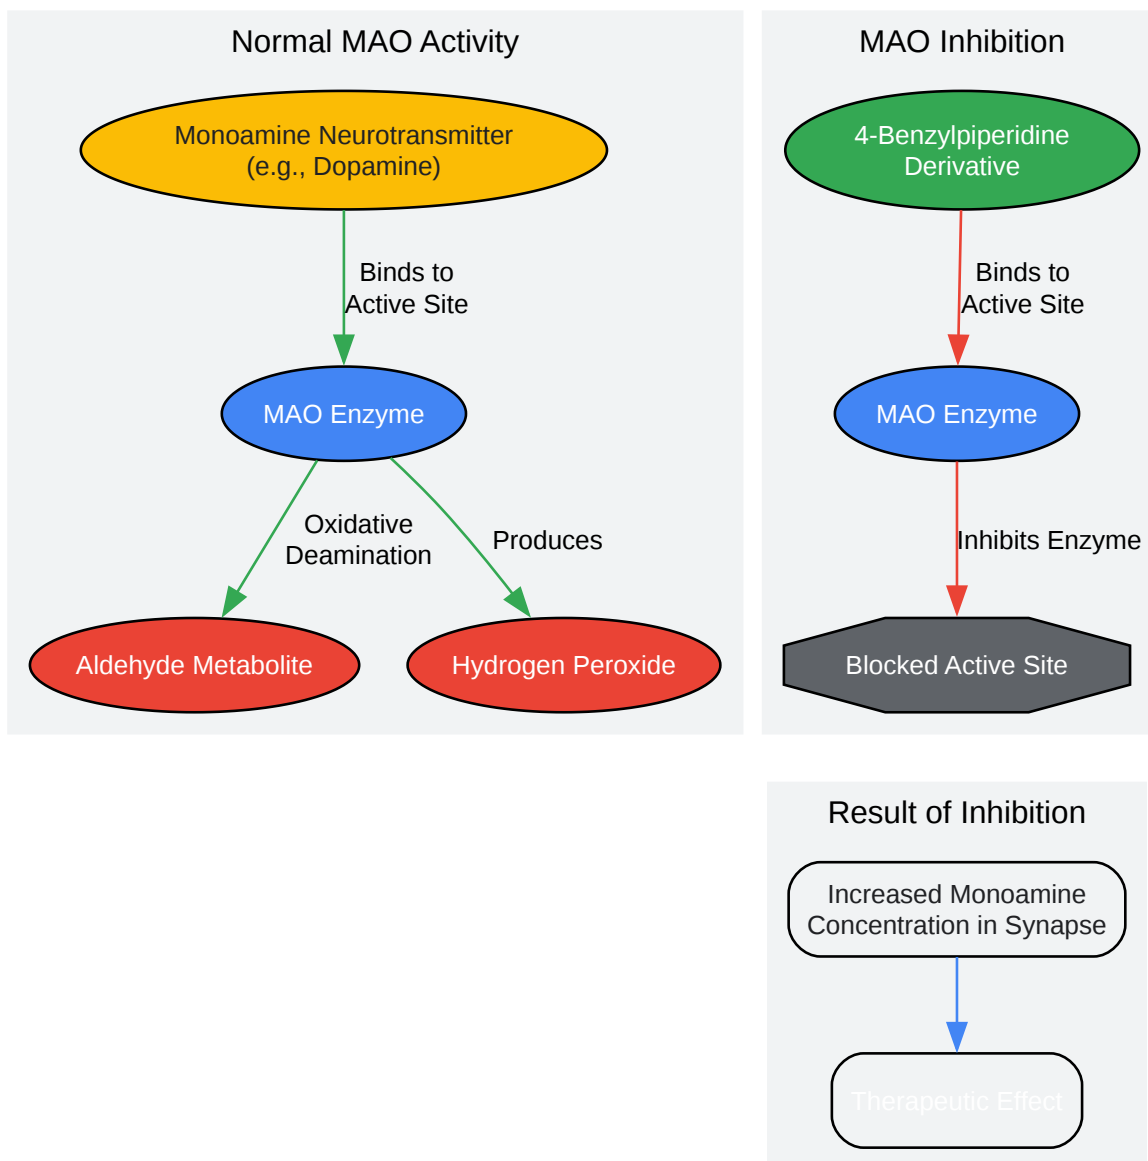 Normal MAO Activity
Monoamine Neurotransmitter
(e.g., Dopamine)
Binds to
Active Site
MAO Enzyme
Oxidative
Deamination
Produces
Aldehyde Metabolite
Hydrogen Peroxide
MAO Inhibition
4-Benzylpiperidine
Derivative
Binds to
Active Site
MAO Enzyme
Inhibits Enzyme
Blocked Active Site
Result of Inhibition
Increased Monoamine
Concentration in Synapse
Therapeutic Effect